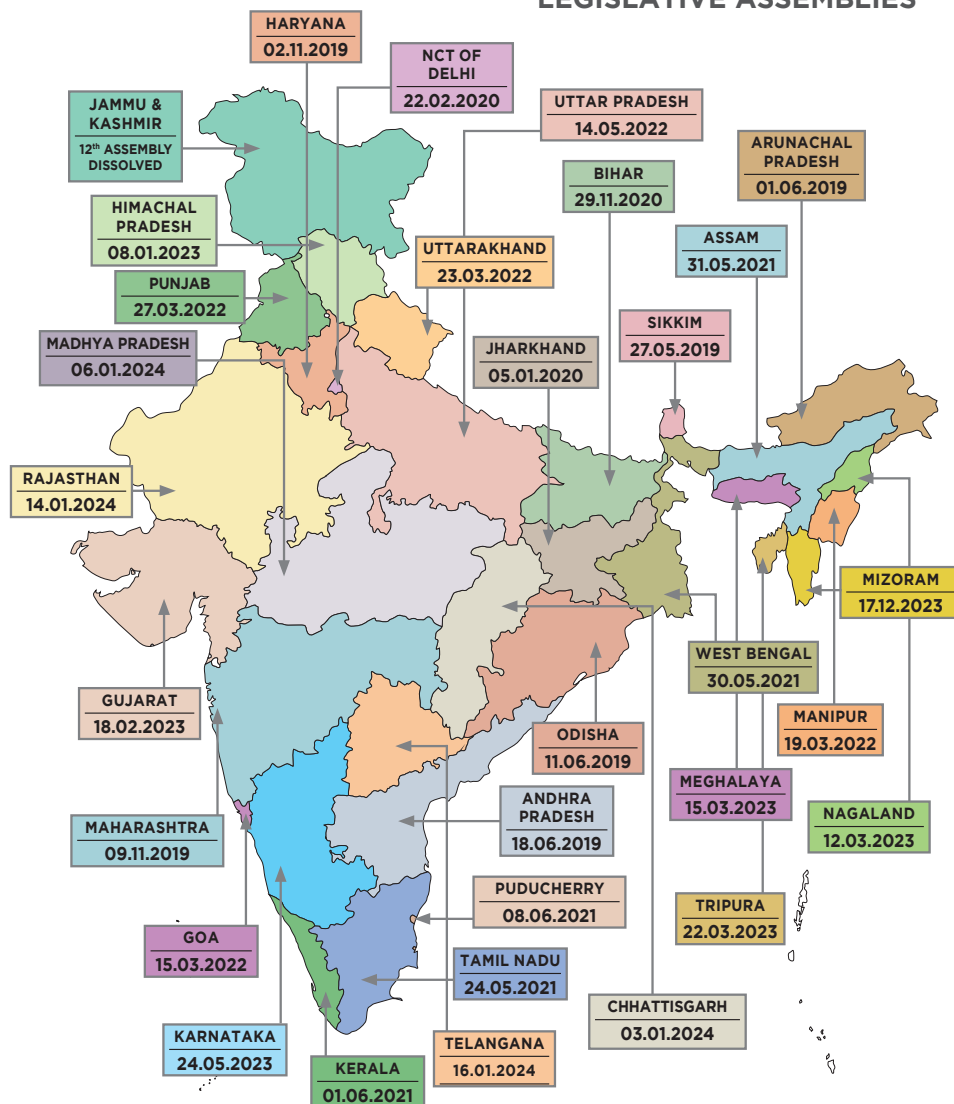 LEGISLATIVE ASSEMBLIES
HARYANA
02.11.2019
NCT OF
DELHI
22.02.2020
JAMMU &
KASHMIR
12th ASSEMBLY
DISSOLVED
UTTAR PRADESH
14.05.2022
ARUNACHAL
PRADESH
01.06.2019
BIHAR
29.11.2020
HIMACHAL
PRADESH
08.01.2023
UTTARAKHAND
23.03.2022
ASSAM
31.05.2021
PUNJAB
27.03.2022
SIKKIM
27.05.2019
MADHYA PRADESH
06.01.2024
JHARKHAND
05.01.2020
RAJASTHAN
14.01.2024
MIZORAM
17.12.2023
WEST BENGAL
30.05.2021
GUJARAT
18.02.2023
MANIPUR
19.03.2022
ODISHA
11.06.2019
MEGHALAYA
15.03.2023
ANDHRA
PRADESH
18.06.2019
NAGALAND
12.03.2023
MAHARASHTRA
09.11.2019
PUDUCHERRY
08.06.2021
TRIPURA
22.03.2023
GOA
15.03.2022
TAMIL NADU
24.05.2021
CHHATTISGARH
03.01.2024
KARNATAKA
24.05.2023
TELANGANA
16.01.2024
KERALA
01.06.2021